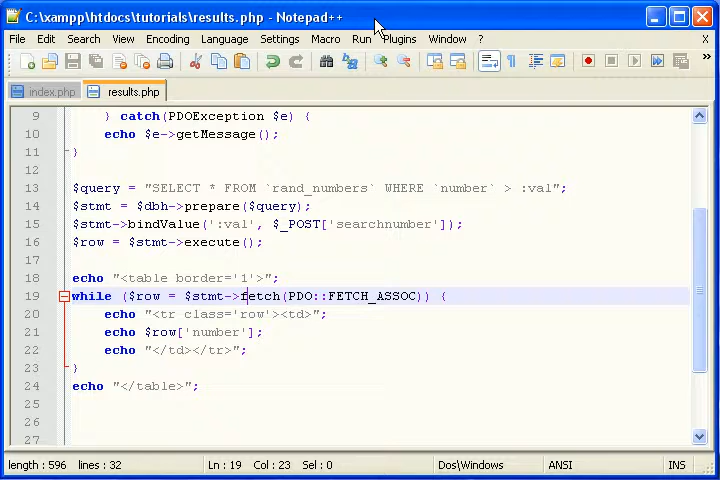 C:\xampp\htdocs\tutorials\results.php - Notepad++
File Edit Search View Encoding Language Settings Macro Run Plugins Window ? X
index.php results.php
9 } catch(PDOException $e) {
10 echo $e->getMessage();
11 }
12
13 $query = "SELECT * FROM `rand_numbers` WHERE `number` > :val";
14 $stmt = $dbh->prepare($query);
15 $stmt->bindValue(':val', $_POST['searchnumber']);
16 $row = $stmt->execute();
17
18 echo "<table border='1'>";
19 while ($row = $stmt->fetch(PDO::FETCH_ASSOC)) {
20 echo "<tr class='row'><td>";
21 echo $row['number'];
22 echo "</td></tr>";
23 }
24 echo "</table>";
25
26
27
length : 596 lines : 32 Ln : 19 Col : 23 Sel : 0 Dos\Windows ANSI INS